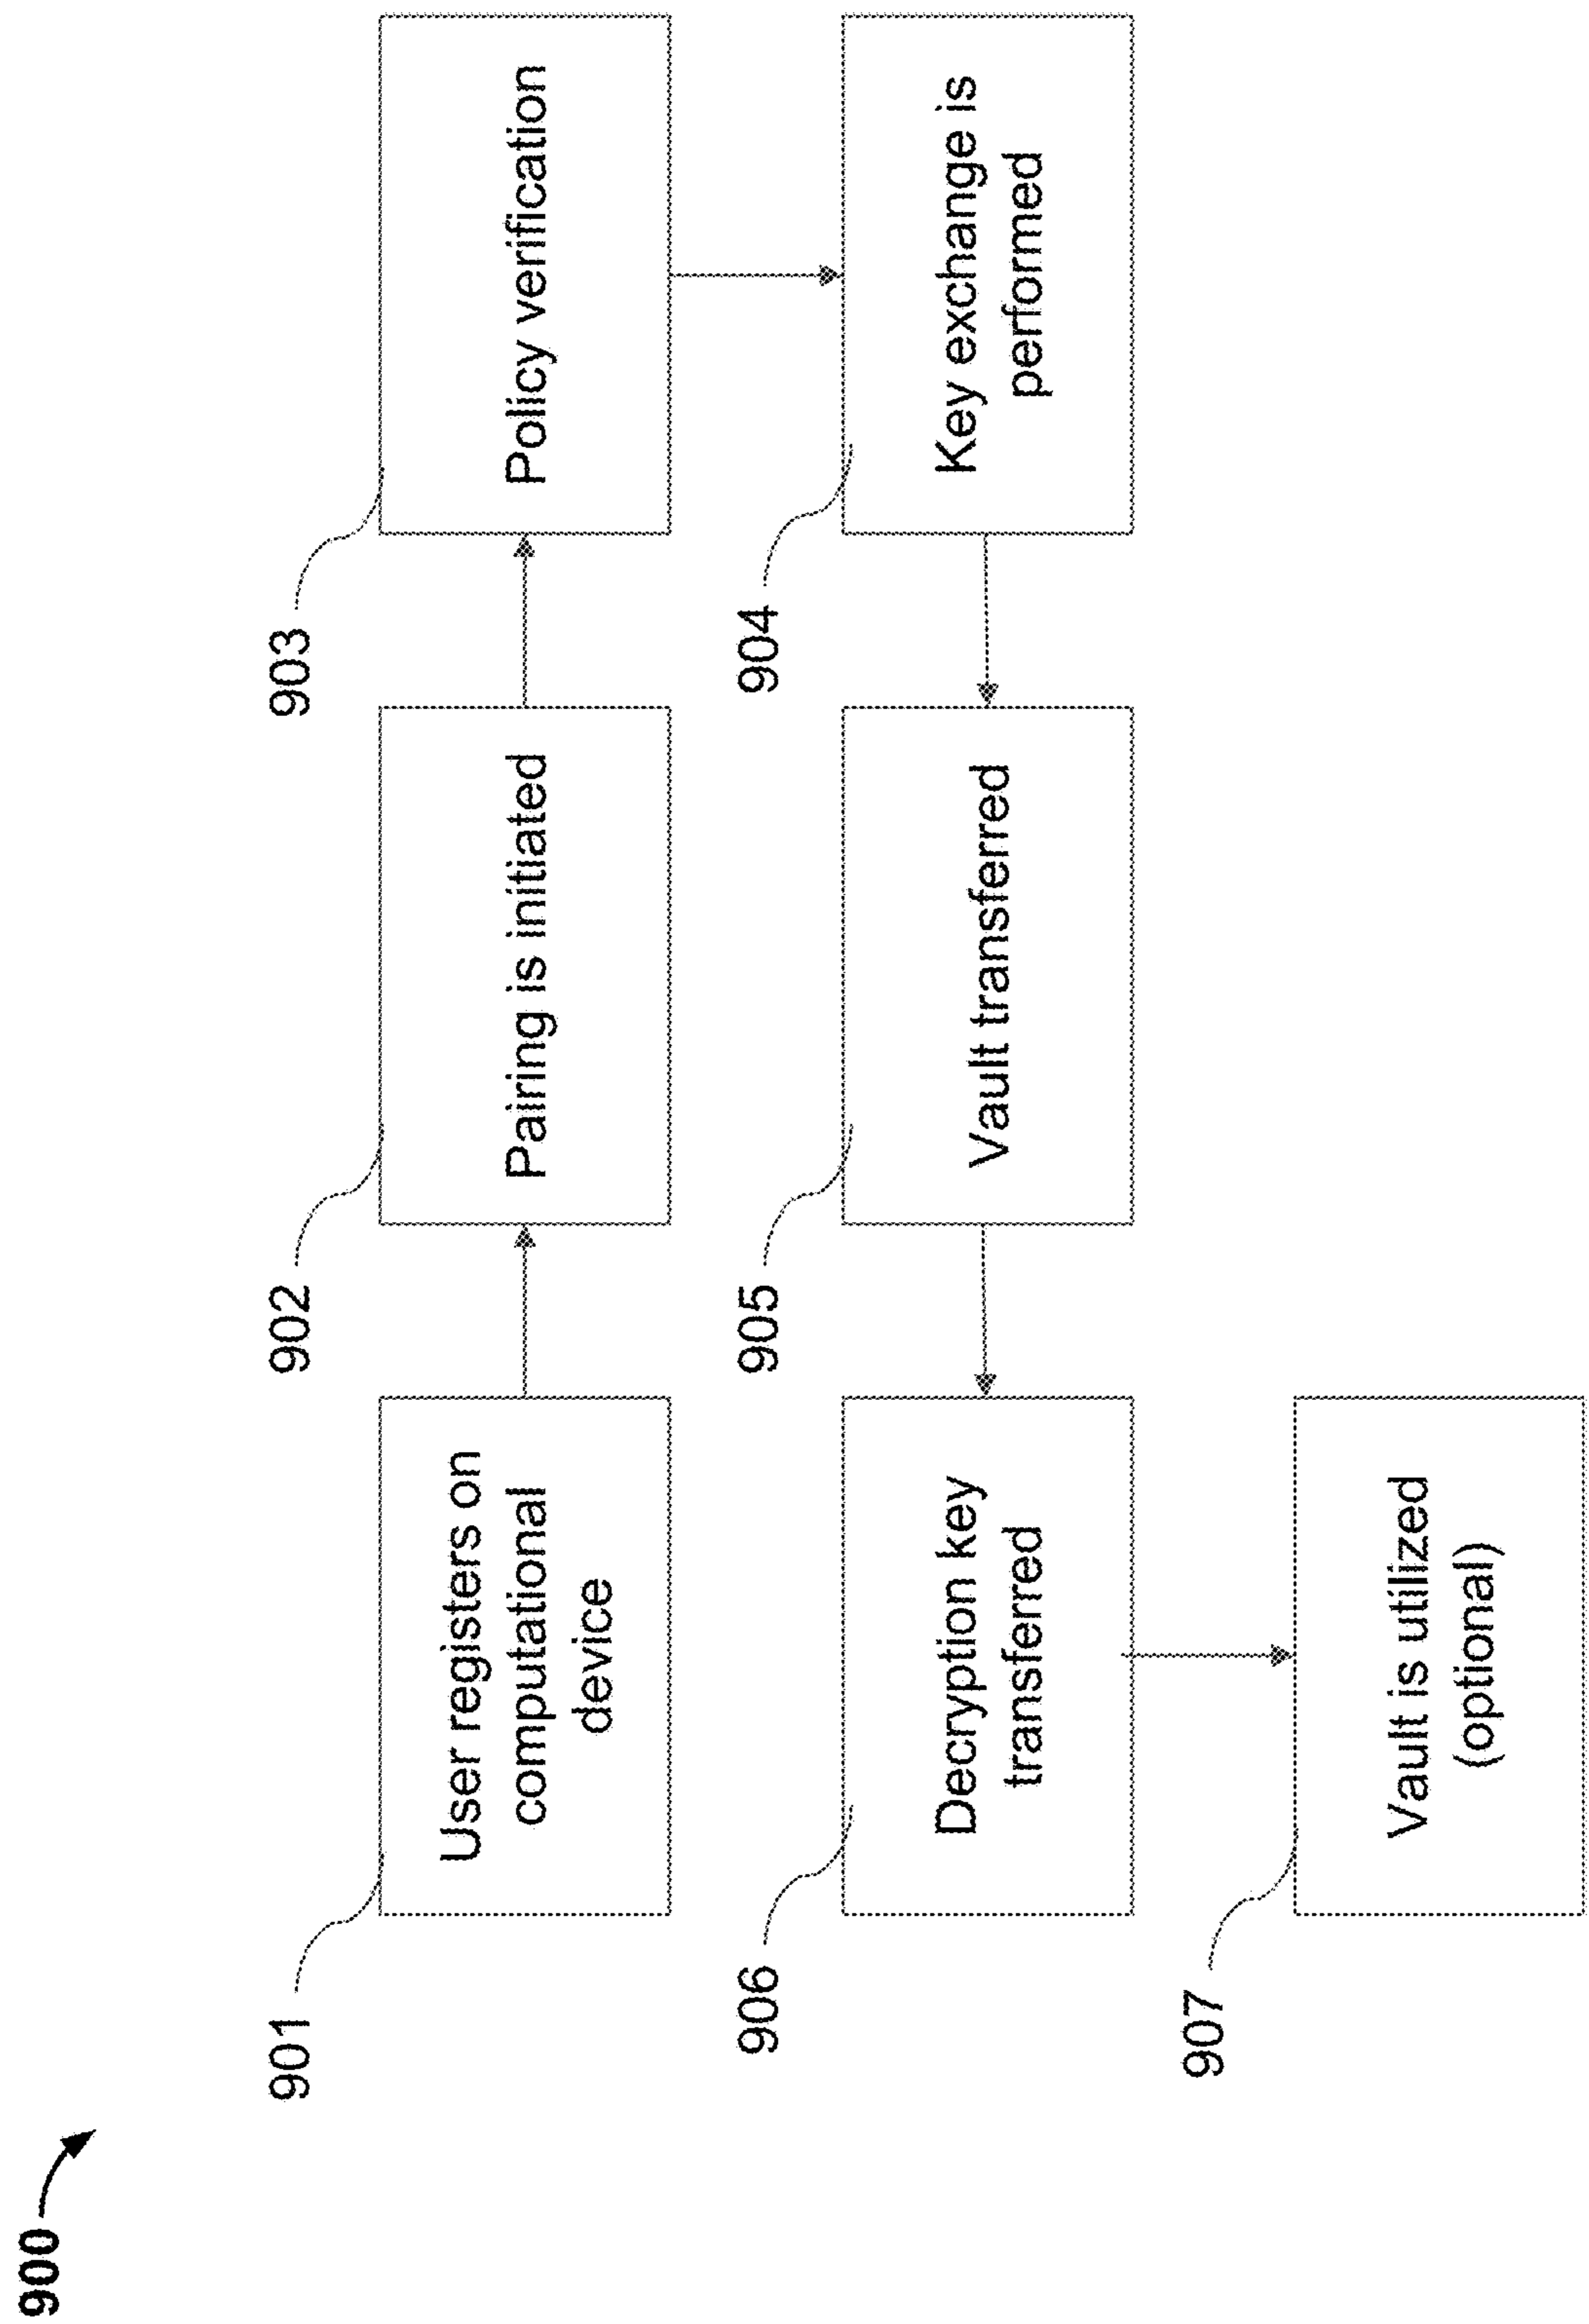 900
901
User registers on
computational
device
902
Pairing is initiated
903
Policy verification
904
Key exchange is
performed
905
Vault transferred
906
Decryption key
transferred
907
Vault is utilized
(optional)